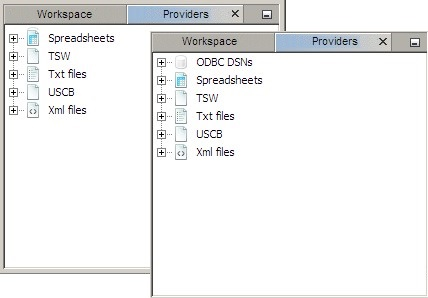 Workspace Providers
Spreadsheets
TSW
Txt files
USCB
Xml files
Workspace Providers
ODBC DSNs
Spreadsheets
TSW
Txt files
USCB
Xml files